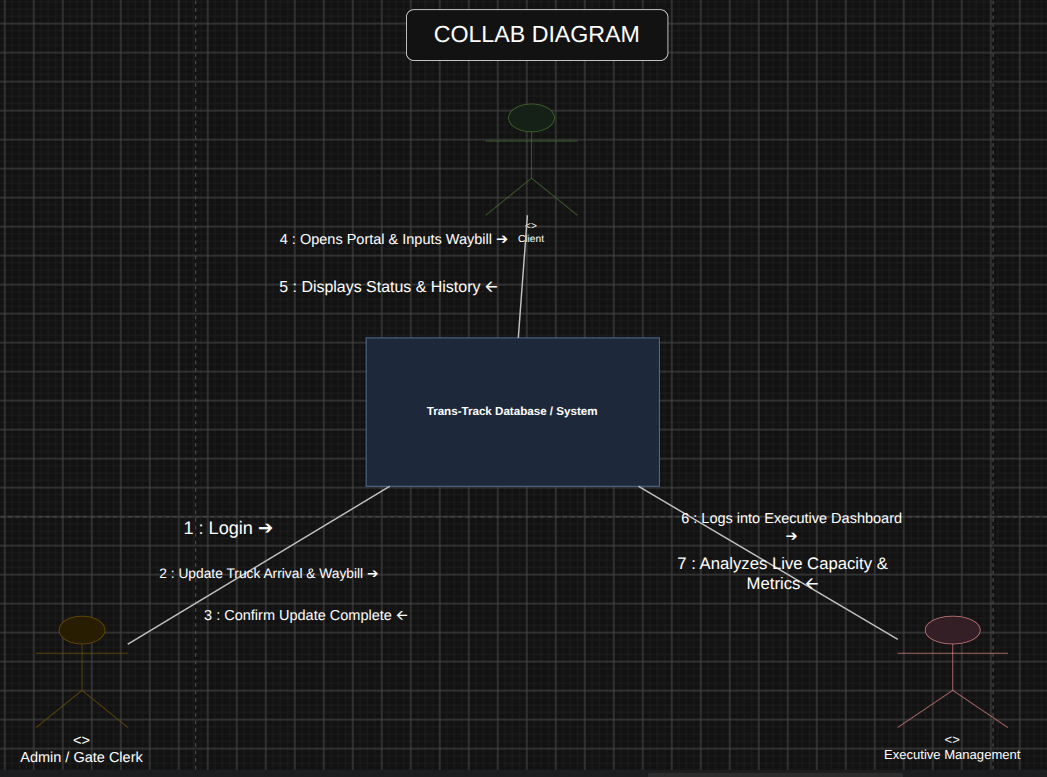 COLLAB DIAGRAM
<>
4 : Opens Portal & Inputs Waybill ➔
Client
5 : Displays Status & History 🡠
Trans-Track Database / System
1 : Login ➔
6 : Logs into Executive Dashboard
➔
7 : Analyzes Live Capacity &
Metrics 🡠
2 : Update Truck Arrival & Waybill ➔
3 : Confirm Update Complete 🡠
<>
Admin / Gate Clerk
<>
Executive Management